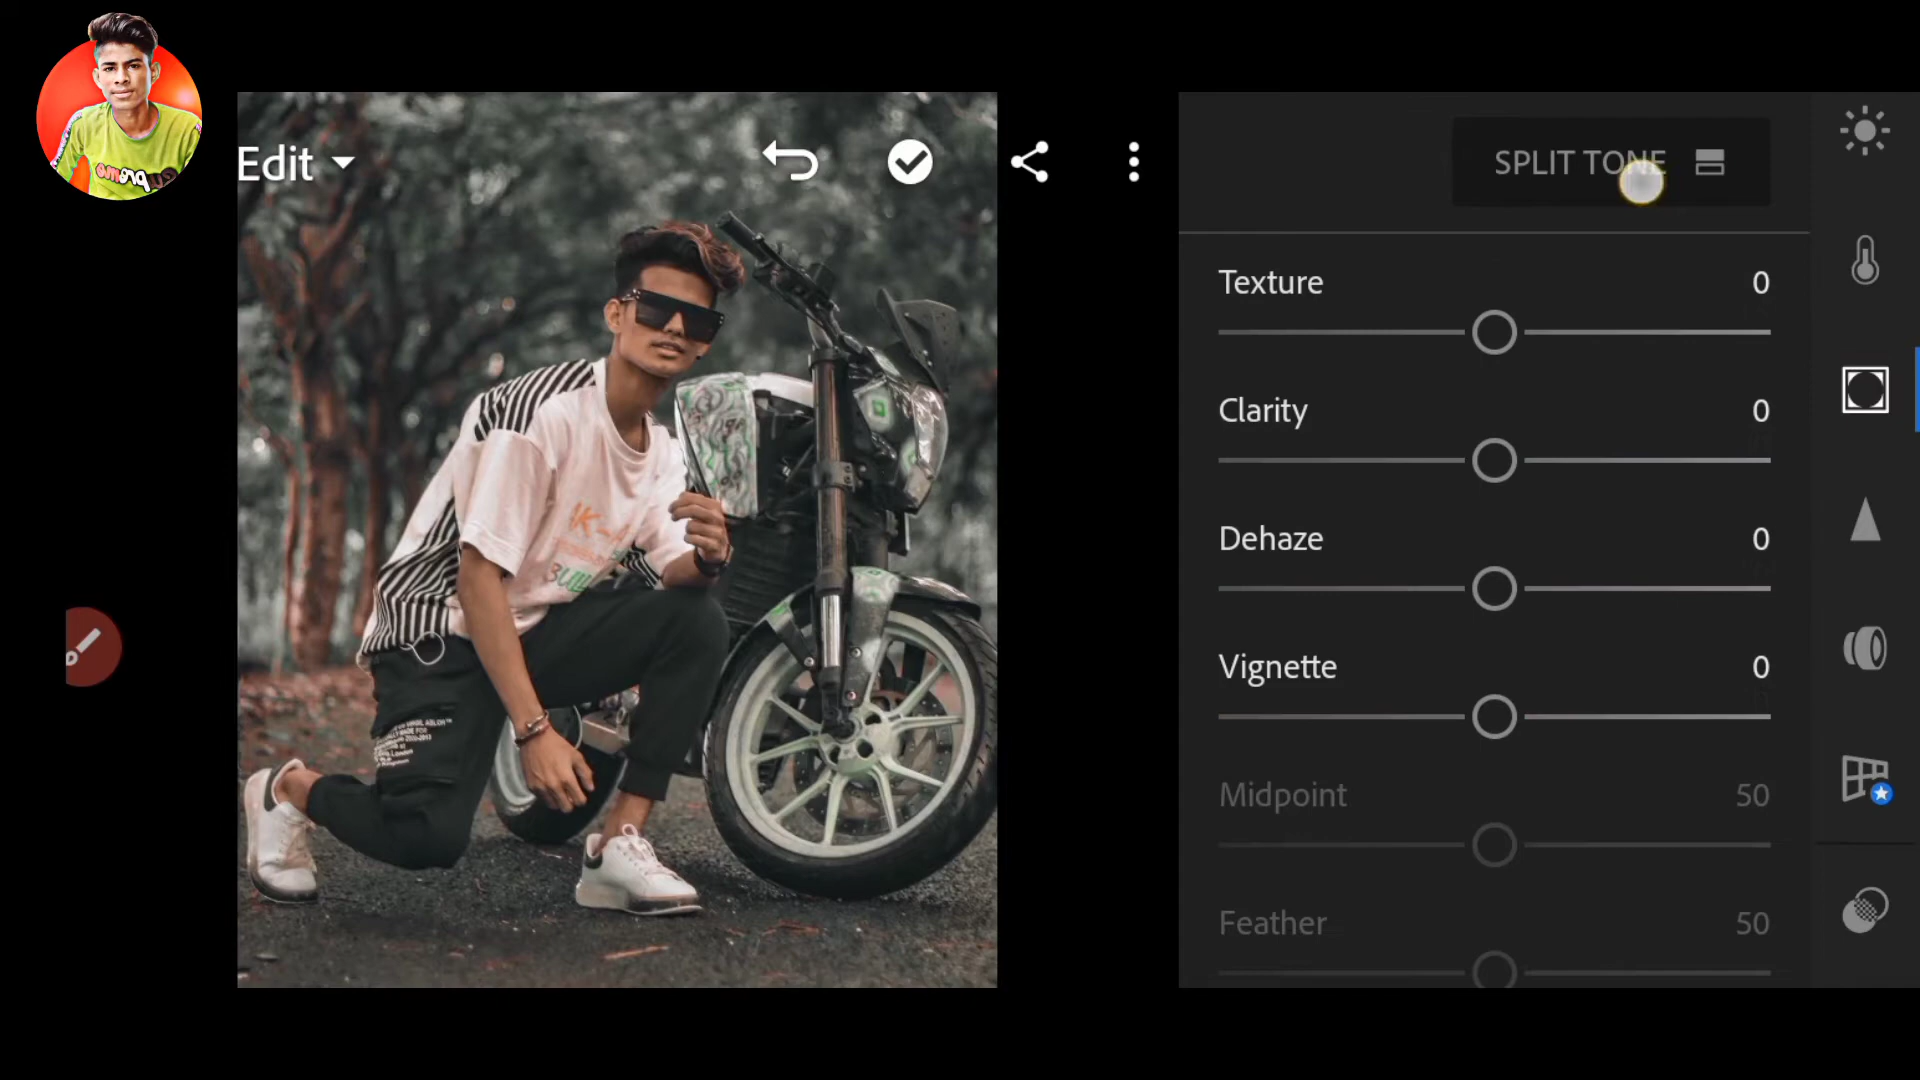 Edit
SPLIT TONE
Texture 0
Clarity 0
Dehaze 0
Vignette 0
Midpoint 50
Feather 50